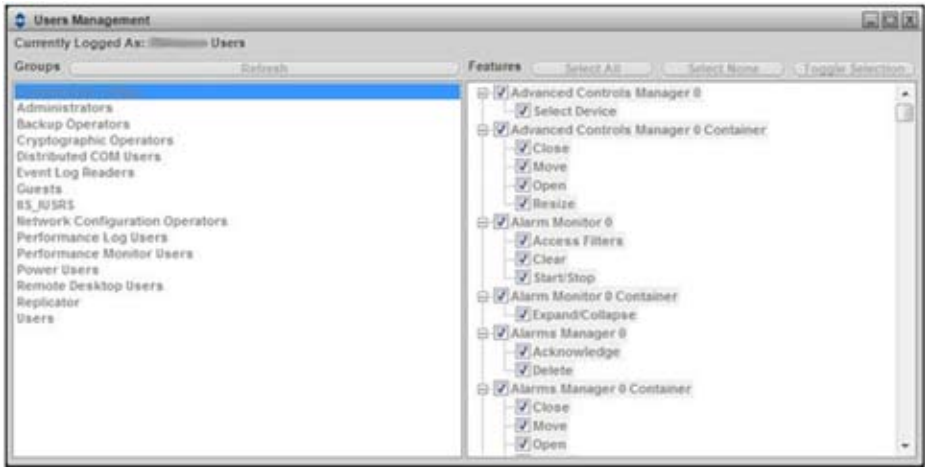 Users Management
Currently Logged As: Users
Groups
Refresh
Administrators
Backup Operators
Cryptographic Operators
Distributed COM Users
Event Log Readers
Guests
IIS_IUSRS
Network Configuration Operators
Performance Log Users
Performance Monitor Users
Power Users
Remote Desktop Users
Replicator
Users
Features
Select All
Select None
Toggle Selection
Advanced Controls Manager 0
Select Device
Advanced Controls Manager 0 Container
Close
Move
Open
Resize
Alarm Monitor 0
Access Filters
Clear
Start/Stop
Alarm Monitor 0 Container
Expand/Collapse
Alarms Manager 0
Acknowledge
Delete
Alarms Manager 0 Container
Close
Move
Open